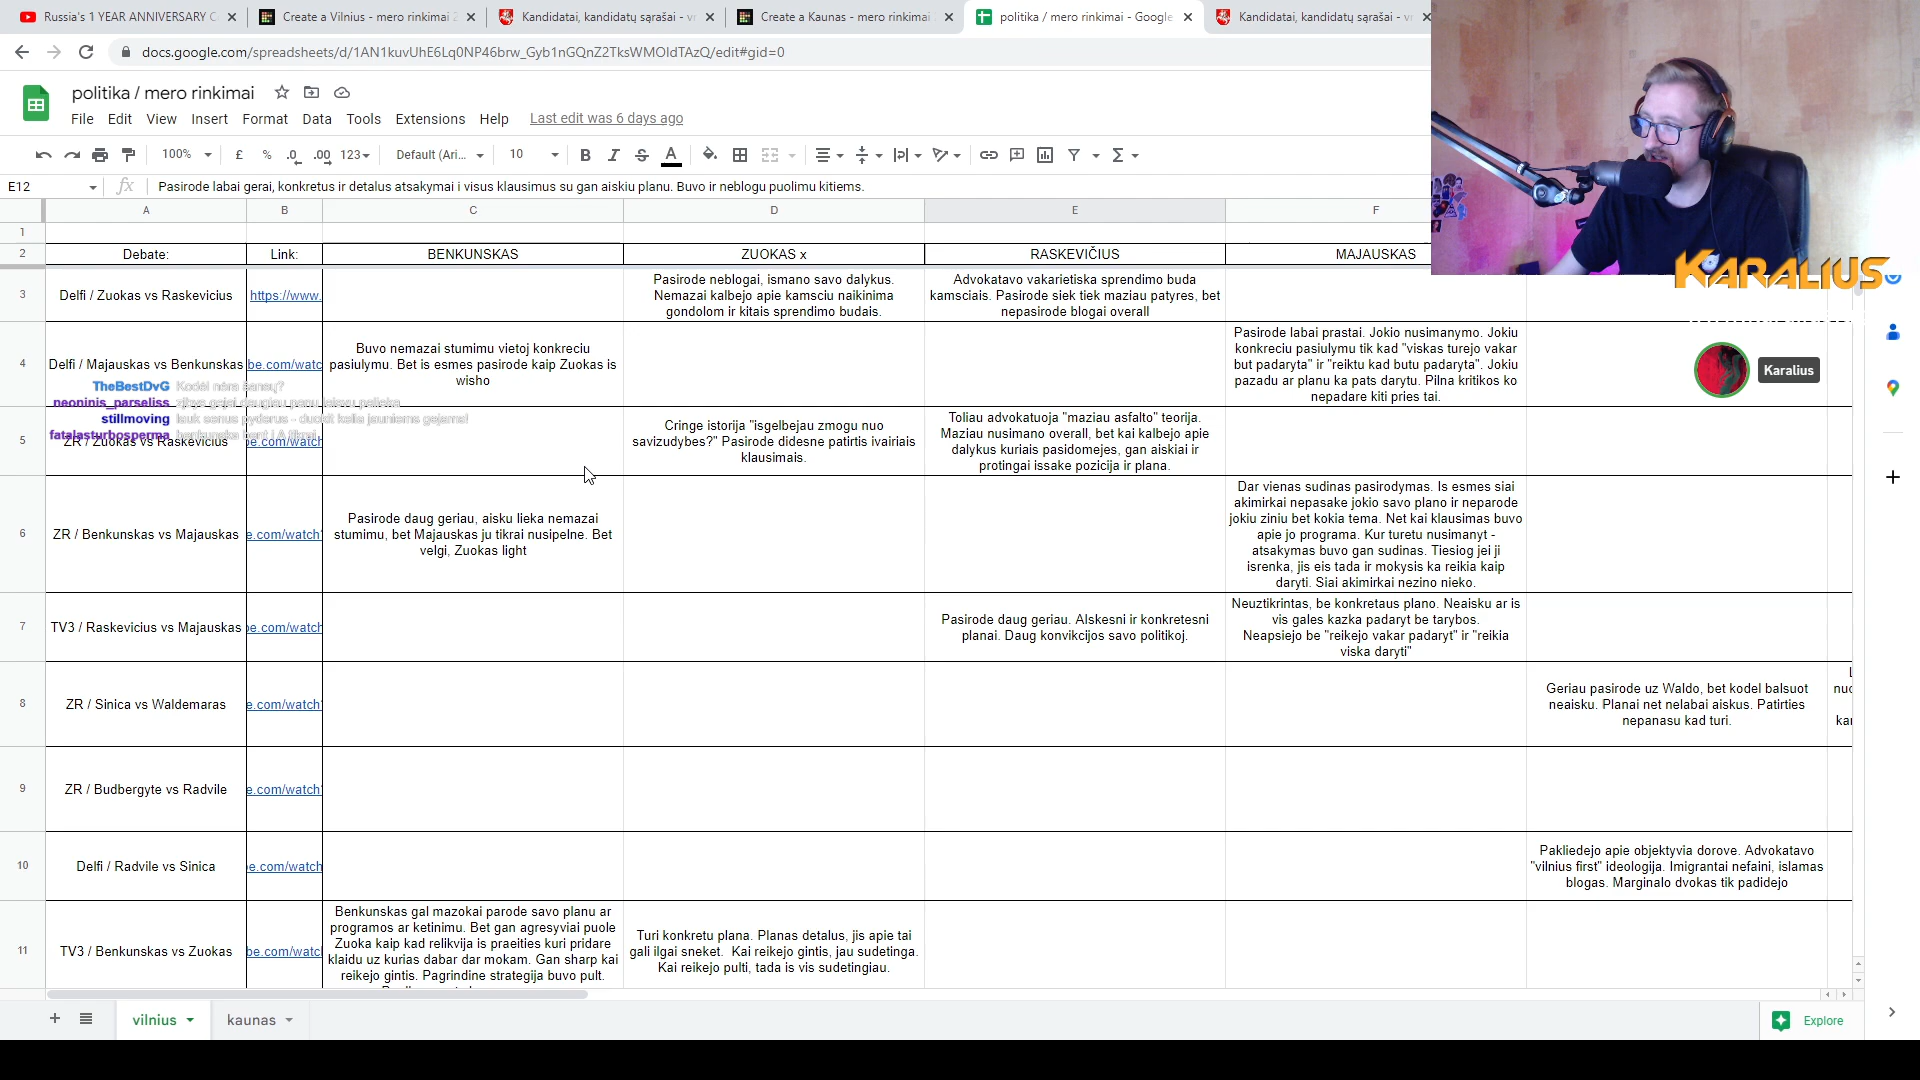 Russia's 1 YEAR ANNIVERSARY
Create a Vilnius - mero rinkimai 2
Kandidatai, kandidatų sąrašai - v
Create a Kaunas - mero rinkimai
politika / mero rinkimai - Google
Kandidatai, kandidatų sąrašai - v
docs.google.com/spreadsheets/d/1AN1kuvUhE6Lq0NP46brw_Gyb1nGQnZ2TksWMOIdTAzQ/edit#gid=0
politika / mero rinkimai
File Edit View Insert Format Data Tools Extensions Help Last edit was 6 days ago
100% £ % .0 .00 123 Default (Ari... 10 B I S A
E12 fx Pasirode labai gerai, konkretus ir detalus atsakymai i visus klausimus su gan aiskiu planu. Buvo ir neblogu puolimu kitiems.
A B C D E F
1
2 Debate: Link: BENKUNSKAS ZUOKAS x RASKEVIČIUS MAJAUSKAS
KARALIUS
3 Delfi / Zuokas vs Raskevicius https://www.
Pasirode neblogai, ismano savo dalykus.
Nemazai kalbejo apie kamsciu naikinima
gondolom ir kitais sprendimo budais.
Advokatavo vakarietiska sprendimo buda
kamsciais. Pasirode siek tiek maziau patyres, bet
nepasirode blogai overall
4 Delfi / Majauskas vs Benkunskas be.com/watc
Buvo nemazai stumimu vietoj konkreciu
pasiulymu. Bet is esmes pasirode kaip Zuokas is
wisho
Pasirode labai prastai. Jokio nusimanymo. Jokiu
konkreciu pasiulymu tik kad "viskas turejo vakar
but padaryta" ir "reiktu kad butu padaryta". Jokiu
pazadu ar planu ka pats darytu. Pilna kritikos ko
nepadare kiti pries tai.
Karalius
TheBestDvG Kodėl nėra šansų?
neoninis_parseliss
stillmoving
fatalasturbosperma
5 ZR / Zuokas vs Raskevicius be.com/watch
Cringe istorija "isgelbejau zmogu nuo
savizudybes?" Pasirode didesne patirtis ivairiais
klausimais.
Toliau advokatuoja "maziau asfalto" teorija.
Maziau nusimano overall, bet kai kalbejo apie
dalykus kuriais pasidomejes, gan aiskiai ir
protingai issake pozicija ir plana.
6 ZR / Benkunskas vs Majauskas e.com/watch?
Pasirode daug geriau, aisku lieka nemazai
stumimu, bet Majauskas ju tikrai nusipelne. Bet
velgi, Zuokas light
Dar vienas sudinas pasirodymas. Is esmes siai
akimirkai nepasake jokio savo plano ir neparode
jokiu ziniu bet kokia tema. Net kai klausimas buvo
apie jo programa. Kur turetu nusimanyt -
atsakymas buvo gan sudinas. Tiesiog jei ji
isrenka, jis eis tada ir mokysis ka reikia kaip
daryti. Siai akimirkai nezino nieko.
7 TV3 / Raskevicius vs Majauskas be.com/watch
Pasirode daug geriau. AIskesni ir konkretesni
planai. Daug konvikcijos savo politikoj.
Neuztikrintas, be konkretaus plano. Neaisku ar is
vis gales kazka padaryt be tarybos.
Neapsiejo be "reikejo vakar padaryt" ir "reikia
viska daryti"
8 ZR / Sinica vs Waldemaras e.com/watch?
Geriau pasirode uz Waldo, bet kodel balsuot
neaisku. Planai net nelabai aiskus. Patirties
nepanasu kad turi.
9 ZR / Budbergyte vs Radvile e.com/watch?
10 Delfi / Radvile vs Sinica e.com/watch
Pakliedejo apie objektyvia dorove. Advokatavo
"vilnius first" ideologija. Imigrantai nefaini, islamas
blogas. Marginalo dvokas tik padidejo
11 TV3 / Benkunskas vs Zuokas be.com/watc
Benkunskas gal mazokai parode savo planu ar
programos ar ketinimu. Bet gan agresyviai puole
Zuoka kaip kad relikvija is praeities kuri pridare
klaidu uz kurias dabar dar mokam. Gan sharp kai
reikejo gintis. Pagrindine strategija buvo pult.
Turi konkretu plana. Planas detalus, jis apie tai
gali ilgai sneket. Kai reikejo gintis, jau sudetinga.
Kai reikejo pulti, tada is vis sudetingiau.
vilnius kaunas
Explore